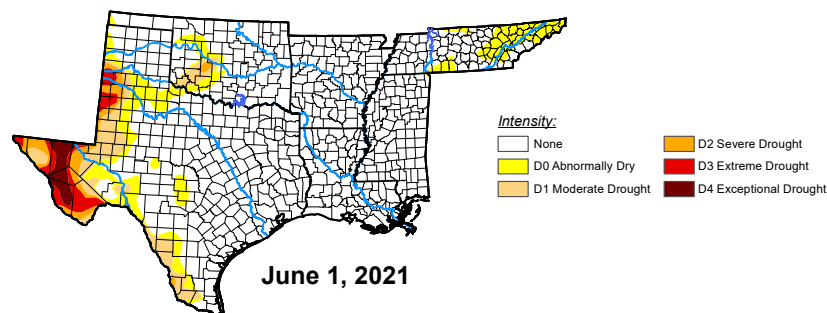 Intensity:
None
D0 Abnormally Dry
D1 Moderate Drought
D2 Severe Drought
D3 Extreme Drought
D4 Exceptional Drought
June 1, 2021